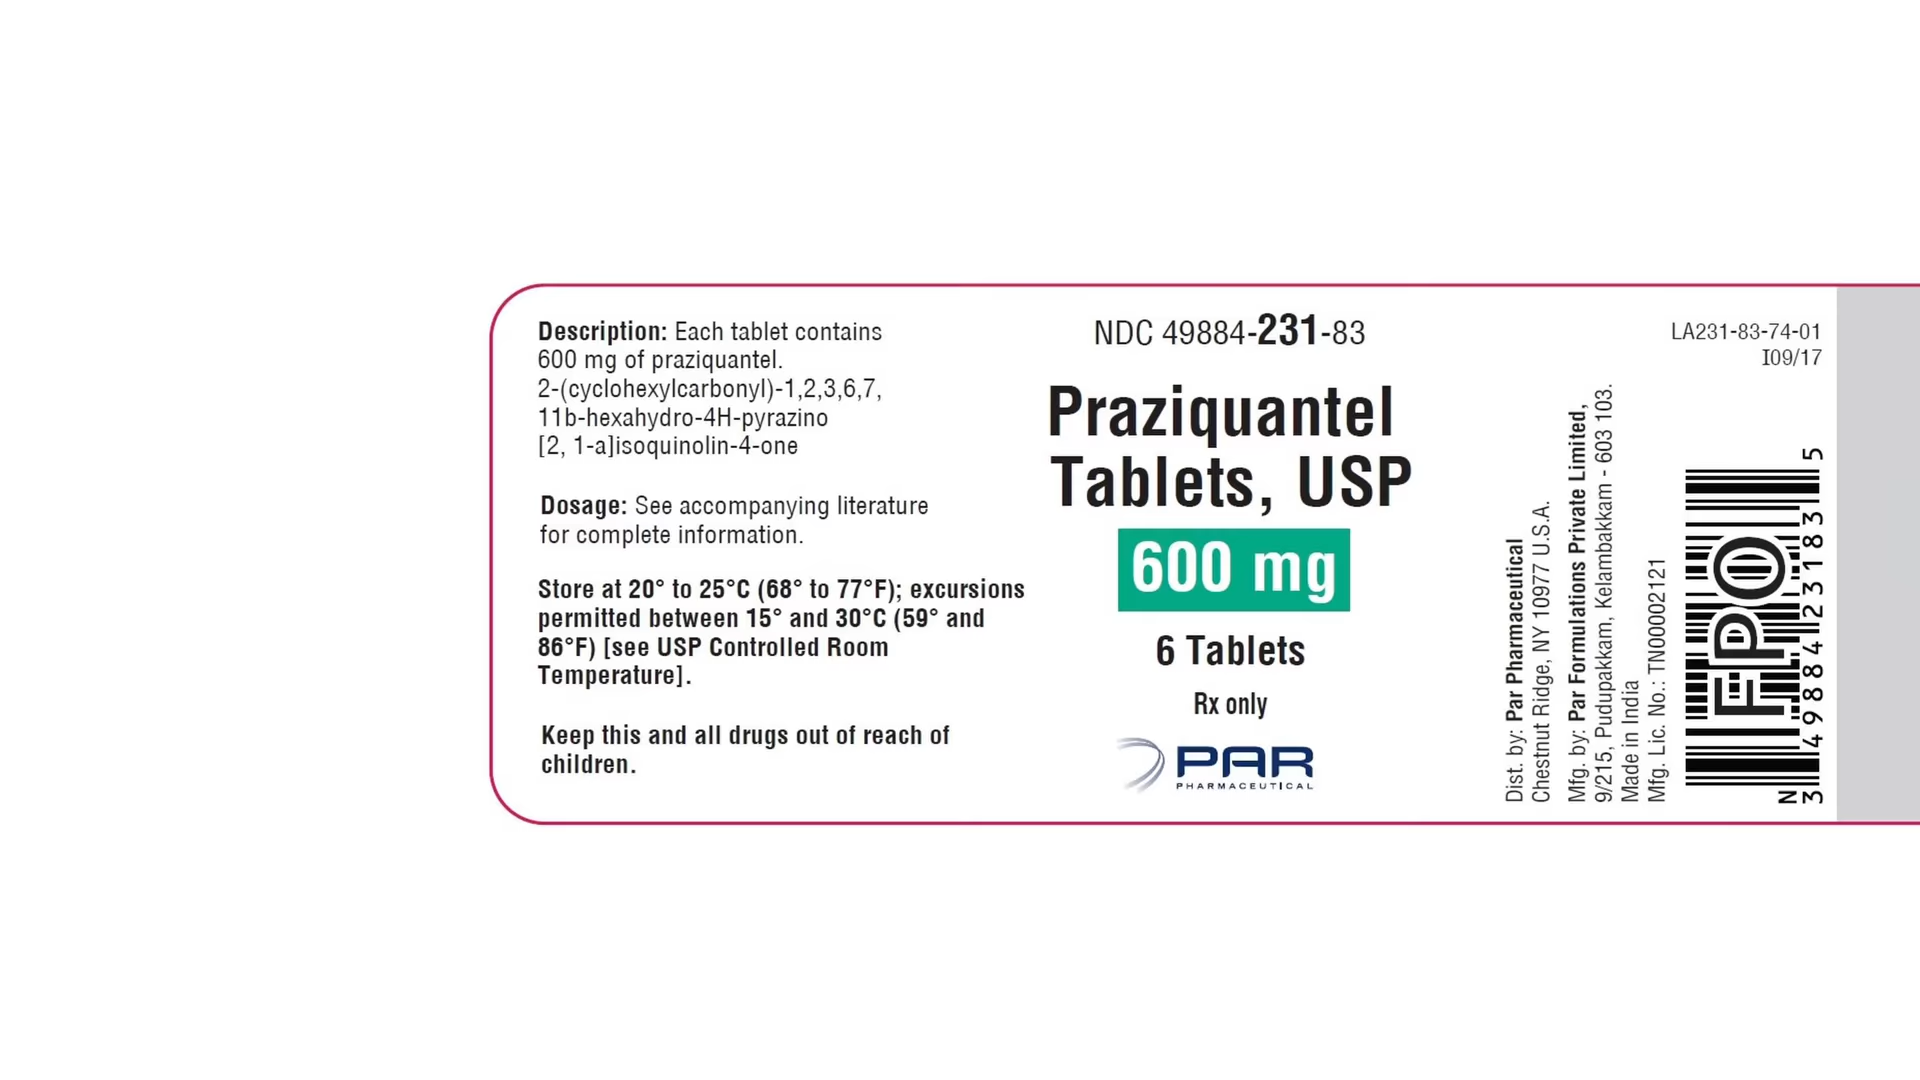 Description: Each tablet contains
600 mg of praziquantel.
2-(cyclohexylcarbonyl)-1,2,3,6,7,
11b-hexahydro-4H-pyrazino
[2, 1-a]isoquinolin-4-one
Dosage: See accompanying literature
for complete information.
Store at 20° to 25°C (68° to 77°F); excursions
permitted between 15° and 30°C (59° and
86°F) [see USP Controlled Room
Temperature].
Keep this and all drugs out of reach of
children.
NDC 49884-231-83
Praziquantel
Tablets, USP
600 mg
6 Tablets
Rx only
PAR
PHARMACEUTICAL
Dist. by: Par Pharmaceutical
Chestnut Ridge, NY 10977 U.S.A.
Mfg. by: Par Formulations Private Limited,
9/215, Pudupakkam, Kelambakkam - 603 103.
Made in India
Mfg. Lic. No.: TN00002121
LA231-83-74-01
I09/17
FPO
N
3 49884 23183 5